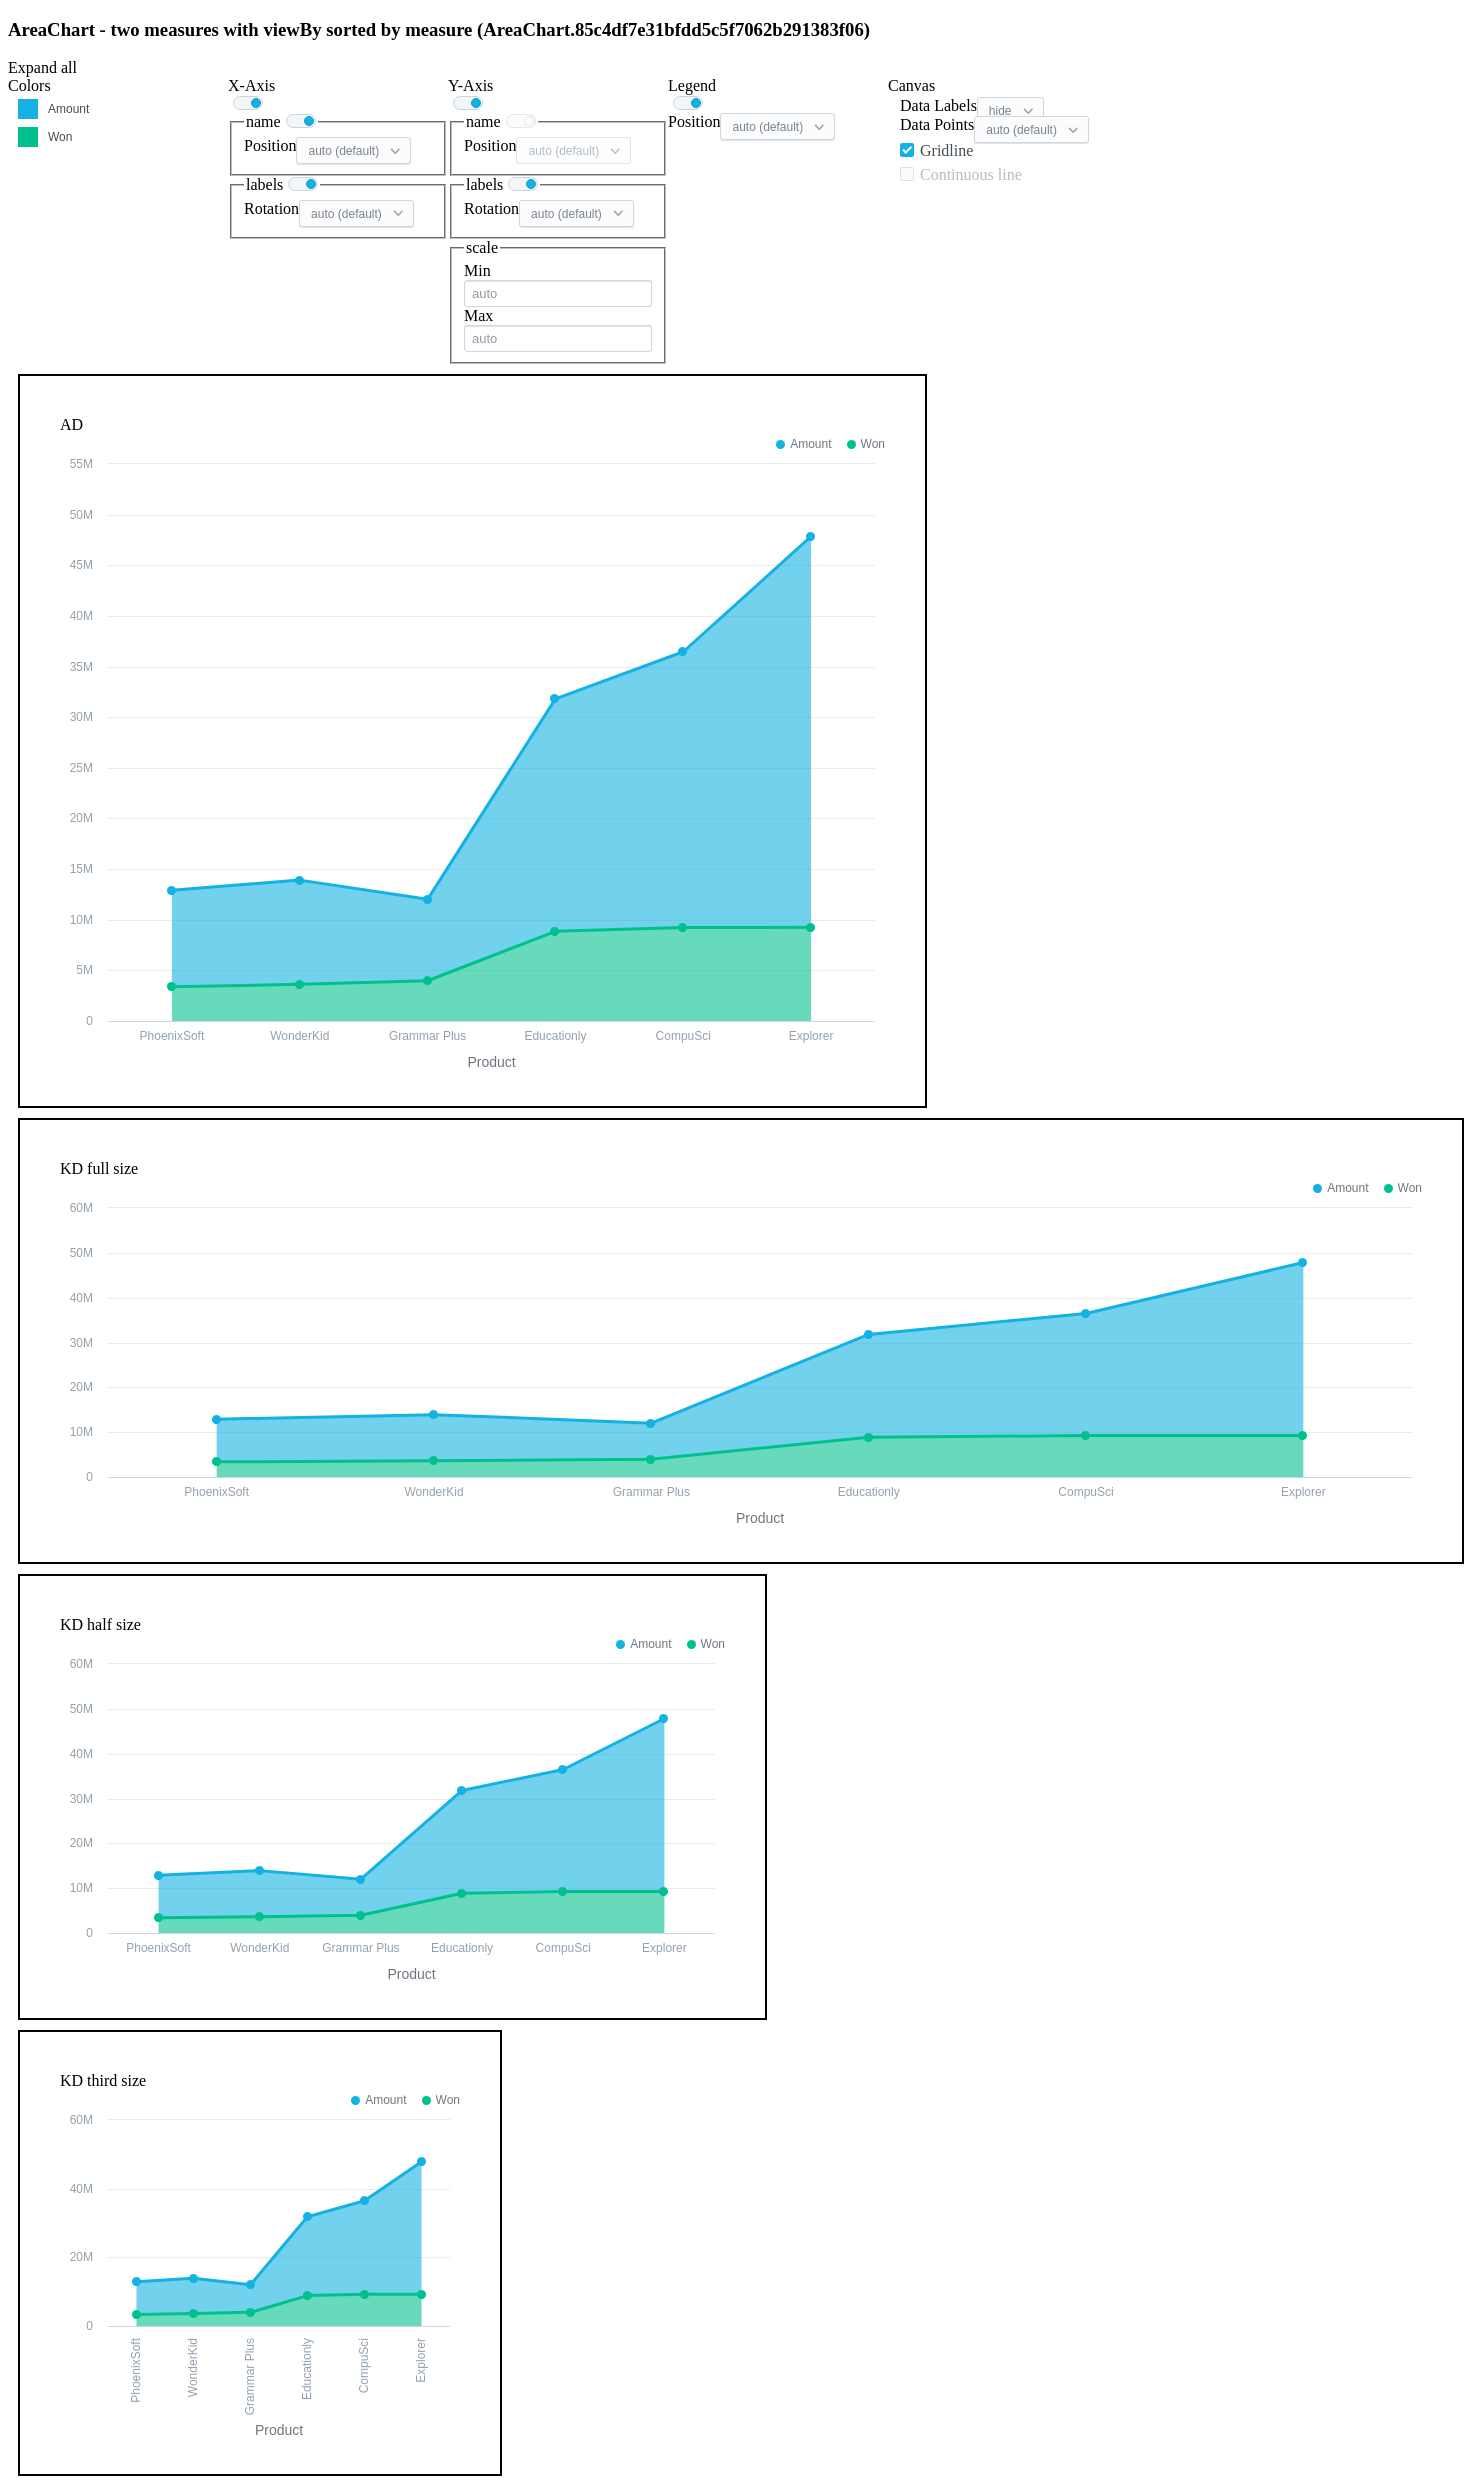 AreaChart - two measures with viewBy sorted by measure (AreaChart.85c4df7e31bfdd5c5f7062b291383f06)
Expand all
Colors
Amount
Won
X-Axis
name
Position auto (default)
labels
Rotation auto (default)
Y-Axis
name
Position auto (default)
labels
Rotation auto (default)
scale
Min
auto
Max
auto
Legend
Position auto (default)
Canvas
Data Labels hide
Data Points auto (default)
Gridline
Continuous line
AD
Amount Won
55M
50M
45M
40M
35M
30M
25M
20M
15M
10M
5M
0
PhoenixSoft WonderKid Grammar Plus Educationly CompuSci Explorer
Product
KD full size
Amount Won
60M
50M
40M
30M
20M
10M
0
PhoenixSoft WonderKid Grammar Plus Educationly CompuSci Explorer
Product
KD half size
Amount Won
60M
50M
40M
30M
20M
10M
0
PhoenixSoft WonderKid Grammar Plus Educationly CompuSci Explorer
Product
KD third size
Amount Won
60M
40M
20M
0
PhoenixSoft
WonderKid
Grammar Plus
Educationly
CompuSci
Explorer
Product